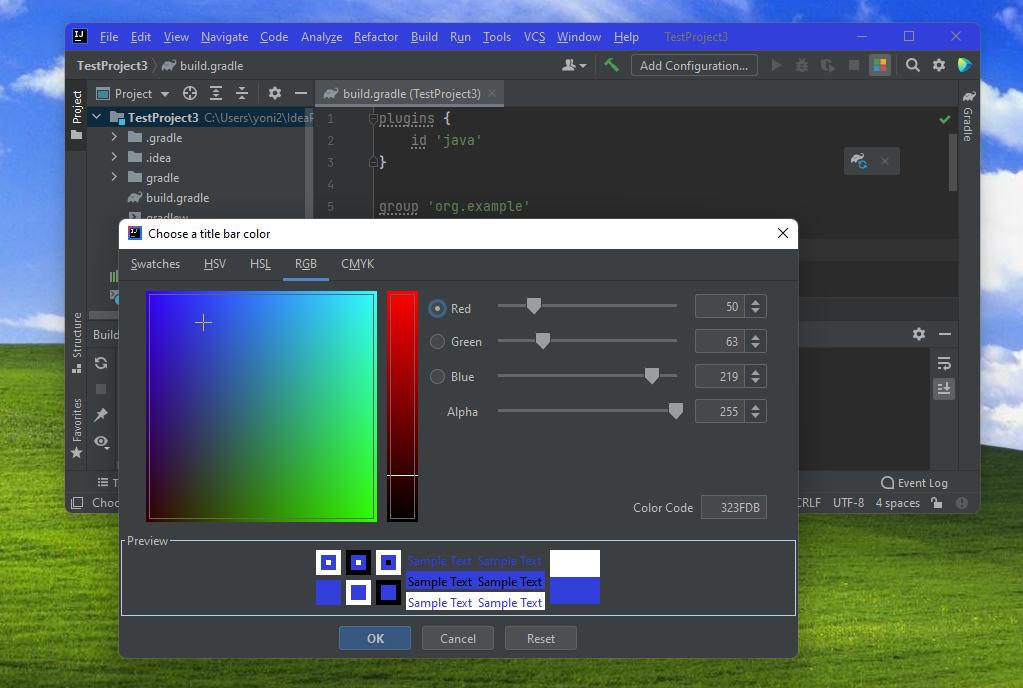 IJ File Edit View Navigate Code Analyze Refactor Build Run Tools VCS Window Help TestProject3
TestProject3 build.gradle Add Configuration...
Project
Project
build.gradle (TestProject3)
Gradle
TestProject3 C:\Users\yoni2\IdeaP
.gradle
.idea
gradle
build.gradle
gradlew
1 plugins {
2 id 'java'
3 }
4
5 group 'org.example'
IJ Choose a title bar color
Swatches HSV HSL RGB CMYK
Red 50
Green 63
Blue 219
Alpha 255
Color Code 323FDB
Preview
Sample Text Sample Text
Sample Text Sample Text
Sample Text Sample Text
OK Cancel Reset
Structure
Favorites
Build
T
Event Log
Choo
CRLF UTF-8 4 spaces